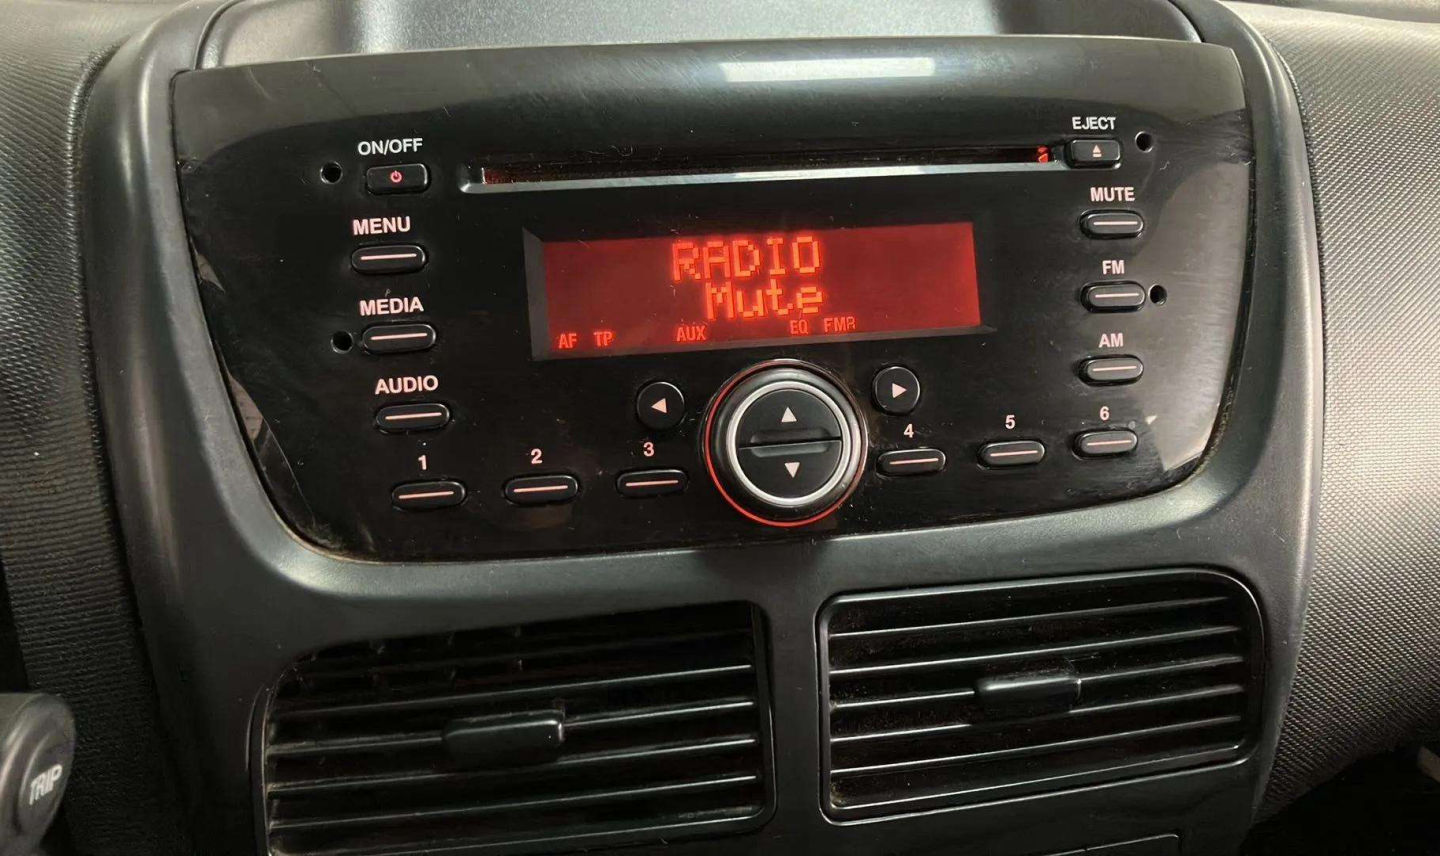 EJECT
ON/OFF
MUTE
MENU
RADIO
FM
Mute
MEDIA
AF TP AUX EQ FMR
AM
AUDIO
1 2 3 4 5 6
TRIP